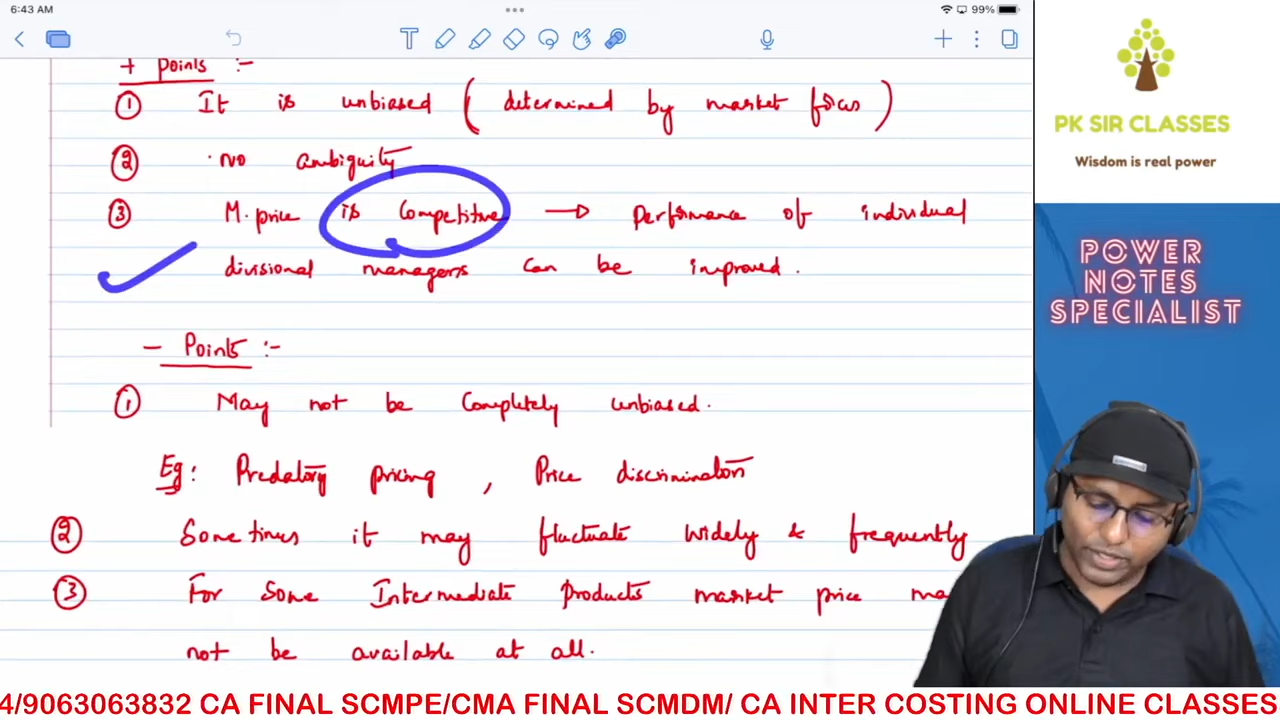 6:43 AM
99%
+ Points :-
① It is unbiased (determined by market focus)
② no ambiguity
③ M. price is Competitive → Performance of individual
divisional managers can be improved.
- Points :-
① May not be Completely unbiased.
Eg: Predatory pricing, Price discrimination
② Sometimes it may fluctuate widely & frequently
③ For Some Intermediate Products market price
not be available at all.
PK SIR CLASSES
Wisdom is real power
POWER
NOTES
SPECIALIST
4/9063063832 CA FINAL SCMPE/CMA FINAL SCMDM/ CA INTER COSTING ONLINE CLASSES